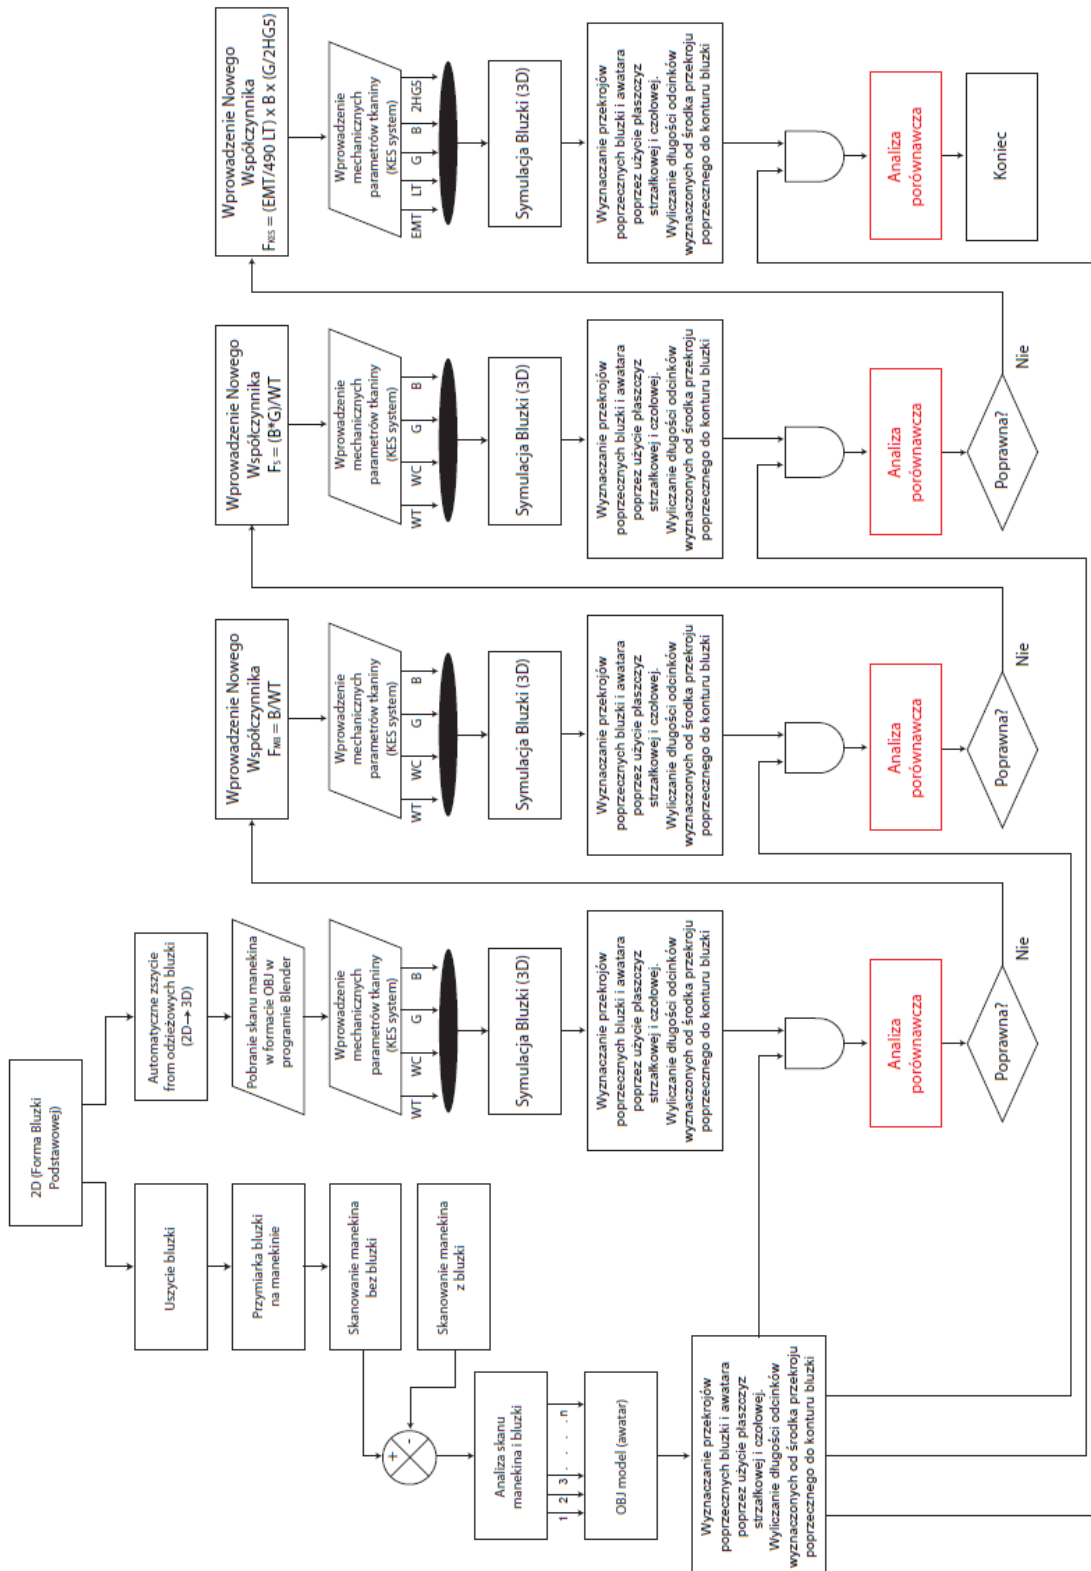 2D (Forma Bluzki
Podstawowej)
Uszycie bluzki
Przymiarka bluzki
na manekinie
Skanowanie manekina
bez bluzki
Skanowanie manekina
z bluzki
+
-
Analiza skanu
manekina i bluzki
1 2 3 . . . . . n
OBJ model (awatar)
Wyznaczanie przekrojów
poprzecznych bluzki i awatara
poprzez użycie płaszczyz
strzałkowej i czołowej.
Wyliczanie długości odcinków
wyznaczonych od środka przekroju
poprzecznego do konturu bluzki
Automatyczne zszycie
from odzieżowych bluzki
(2D→ 3D)
Pobranie skanu manekina
w formacie OBJ w
programie Blender
Wprowadzenie
mechanicznych
parametrów tkaniny
(KES system)
WT WC G B
Symulacja Bluzki (3D)
Wyznaczanie przekrojów
poprzecznych bluzki i awatara
poprzez użycie płaszczyz
strzałkowej i czołowej.
Wyliczanie długości odcinków
wyznaczonych od środka przekroju
poprzecznego do konturu bluzki
Analiza
porównawcza
Poprawna?
Nie
Wprowadzenie Nowego
Współczynnika
FMB = B/WT
Wprowadzenie
mechanicznych
parametrów tkaniny
(KES system)
WT WC G B
Symulacja Bluzki (3D)
Wyznaczanie przekrojów
poprzecznych bluzki i awatara
poprzez użycie płaszczyz
strzałkowej i czołowej.
Wyliczanie długości odcinków
wyznaczonych od środka przekroju
poprzecznego do konturu bluzki
Analiza
porównawcza
Poprawna?
Nie
Wprowadzenie Nowego
Współczynnika
FS = (B*G)/WT
Wprowadzenie
mechanicznych
parametrów tkaniny
(KES system)
WT WC G B
Symulacja Bluzki (3D)
Wyznaczanie przekrojów
poprzecznych bluzki i awatara
poprzez użycie płaszczyz
strzałkowej i czołowej.
Wyliczanie długości odcinków
wyznaczonych od środka przekroju
poprzecznego do konturu bluzki
Analiza
porównawcza
Poprawna?
Nie
Wprowadzenie Nowego
Współczynnika
FKES = (EMT/490 LT) x B x (G/2HG5)
Wprowadzenie
mechanicznych
parametrów tkaniny
(KES system)
EMT LT G B 2HG5
Symulacja Bluzki (3D)
Wyznaczanie przekrojów
poprzecznych bluzki i awatara
poprzez użycie płaszczyz
strzałkowej i czołowej.
Wyliczanie długości odcinków
wyznaczonych od środka przekroju
poprzecznego do konturu bluzki
Analiza
porównawcza
Koniec